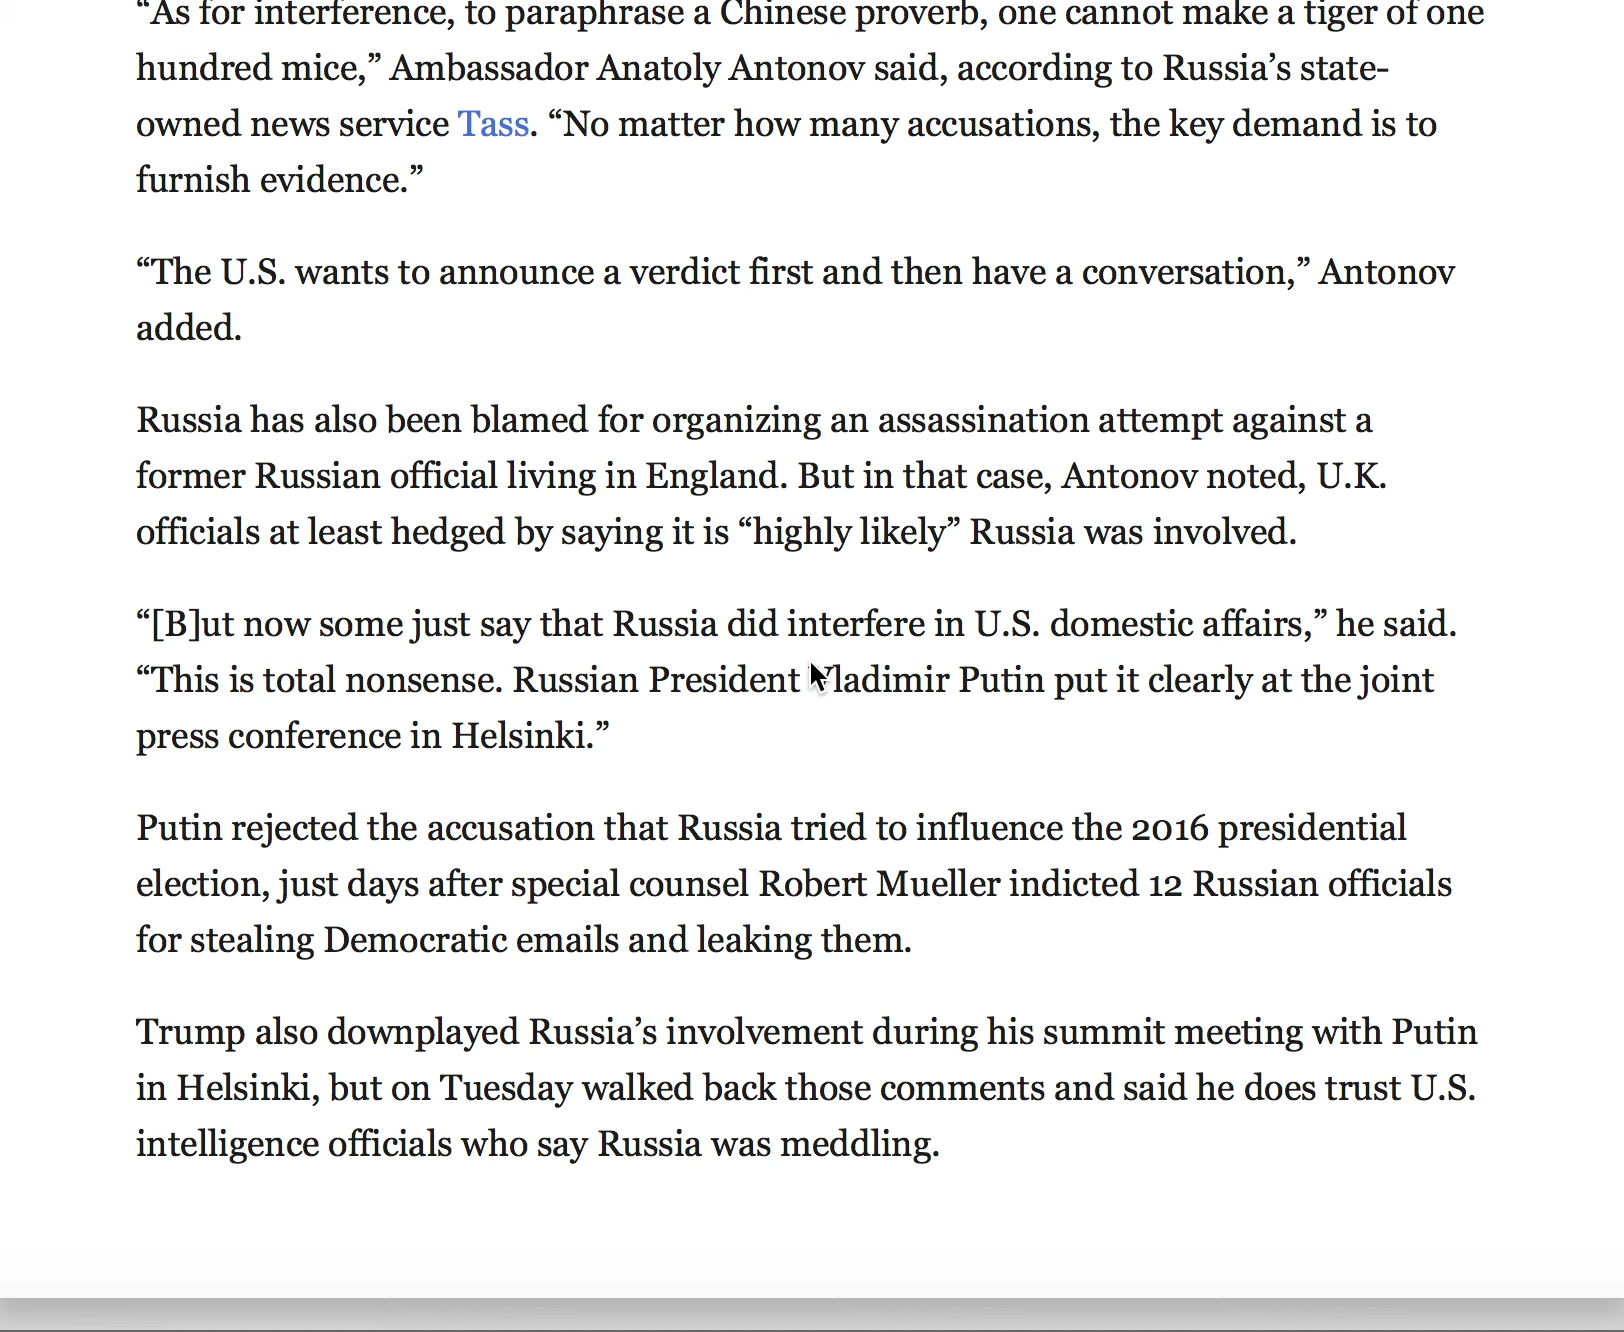 “As for interference, to paraphrase a Chinese proverb, one cannot make a tiger of one
hundred mice,” Ambassador Anatoly Antonov said, according to Russia’s state-
owned news service Tass. “No matter how many accusations, the key demand is to
furnish evidence.”
“The U.S. wants to announce a verdict first and then have a conversation,” Antonov
added.
Russia has also been blamed for organizing an assassination attempt against a
former Russian official living in England. But in that case, Antonov noted, U.K.
officials at least hedged by saying it is “highly likely” Russia was involved.
“[B]ut now some just say that Russia did interfere in U.S. domestic affairs,” he said.
“This is total nonsense. Russian President Vladimir Putin put it clearly at the joint
press conference in Helsinki.”
Putin rejected the accusation that Russia tried to influence the 2016 presidential
election, just days after special counsel Robert Mueller indicted 12 Russian officials
for stealing Democratic emails and leaking them.
Trump also downplayed Russia’s involvement during his summit meeting with Putin
in Helsinki, but on Tuesday walked back those comments and said he does trust U.S.
intelligence officials who say Russia was meddling.